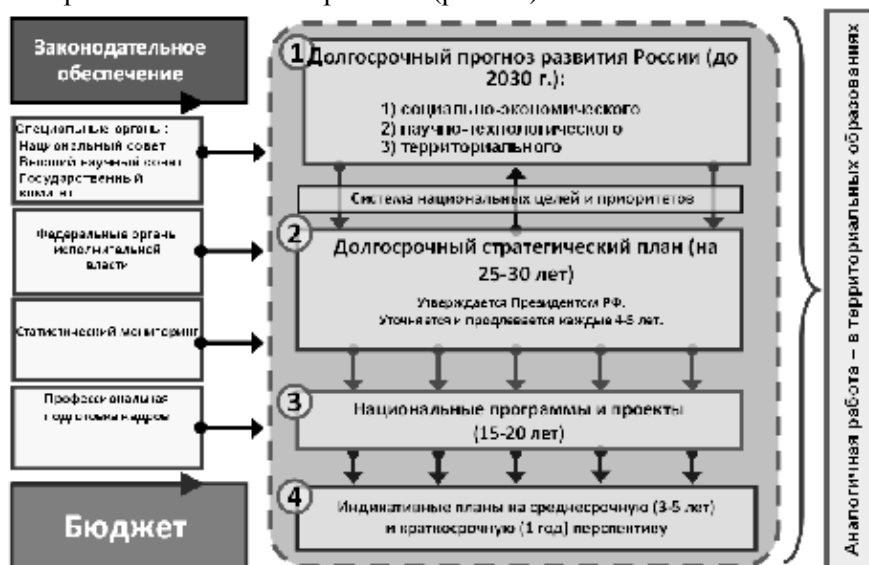 Законодательное
обеспечение
Специальные органы:
Национальный совет
Высший научный совет
Государственный
комитет
Федеральные органы
исполнительной
власти
Статистический мониторинг
Профессиональная
подготовка кадров
Бюджет
1
Долгосрочный прогноз развития России (до
2030 г.):
1) социально-экономического
2) научно-технологического
3) территориального
Система национальных целей и приоритетов
2
Долгосрочный стратегический план (на
25-30 лет)
Утверждается Президентом РФ.
Уточняется и продлевается каждые 4-5 лет.
3
Национальные программы и проекты
(15-20 лет)
4
Индикативные планы на среднесрочную (3-5 лет)
и краткосрочную (1 год) перспективу
Аналогичная работа – в территориальных образованиях